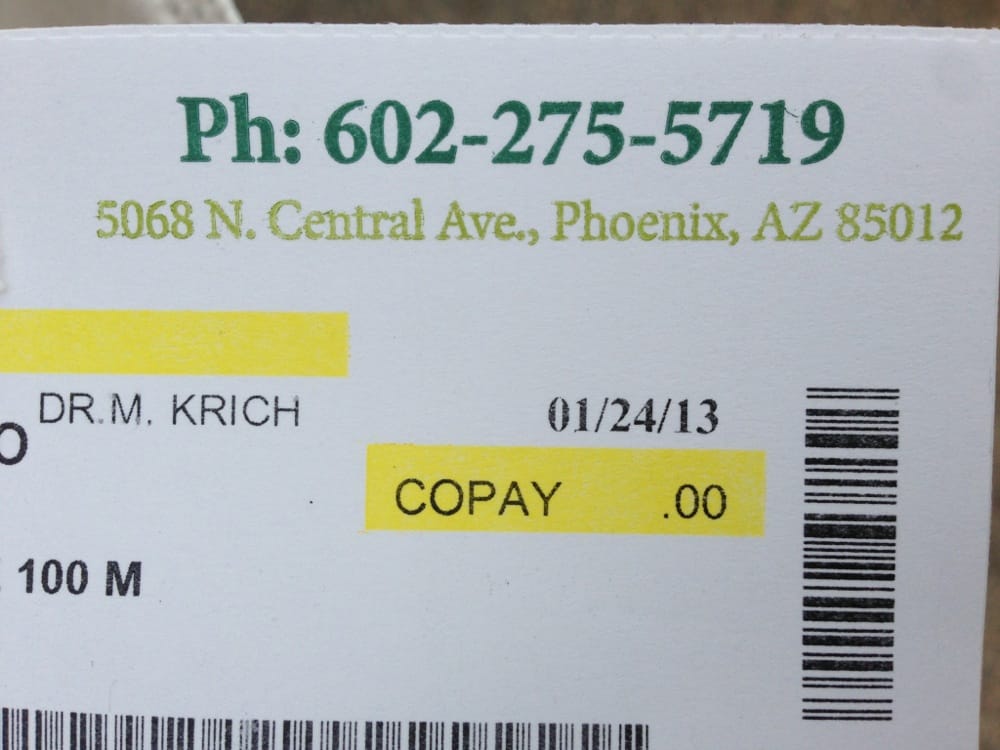 Ph: 602-275-5719
5068 N. Central Ave., Phoenix, AZ 85012
DR.M. KRICH
01/24/13
O
COPAY .00
100 M